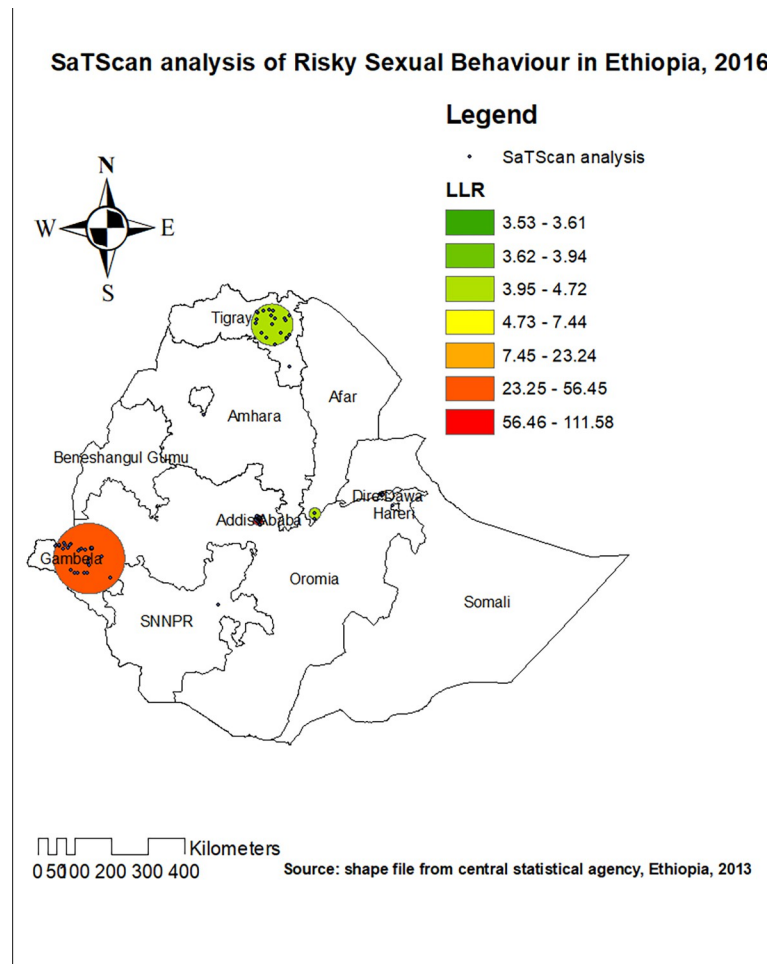 SaTScan analysis of Risky Sexual Behaviour in Ethiopia, 2016
Legend
SaTScan analysis
LLR
3.53 - 3.61
3.62 - 3.94
3.95 - 4.72
4.73 - 7.44
7.45 - 23.24
23.25 - 56.45
56.46 - 111.58
N
W
E
S
Tigray
Afar
Amhara
Beneshangul Gumu
Dire Dawa
Hareri
Addis Ababa
Gambela
Oromia
Somali
SNNPR
Kilometers
0 50 100 200 300 400
Source: shape file from central statistical agency, Ethiopia, 2013